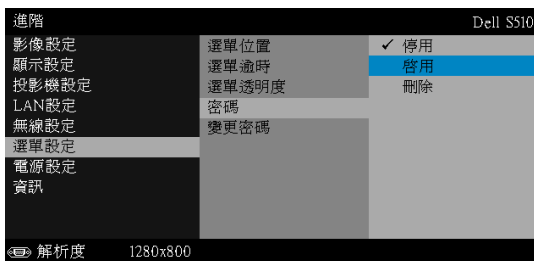 進階 Dell S510
影像設定 選單位置 ✓ 停用
顯示設定 選單逾時 啓用
投影機設定 選單透明度 刪除
LAN設定 密碼
無線設定 變更密碼
選單設定
電源設定
資訊
解析度 1280x800